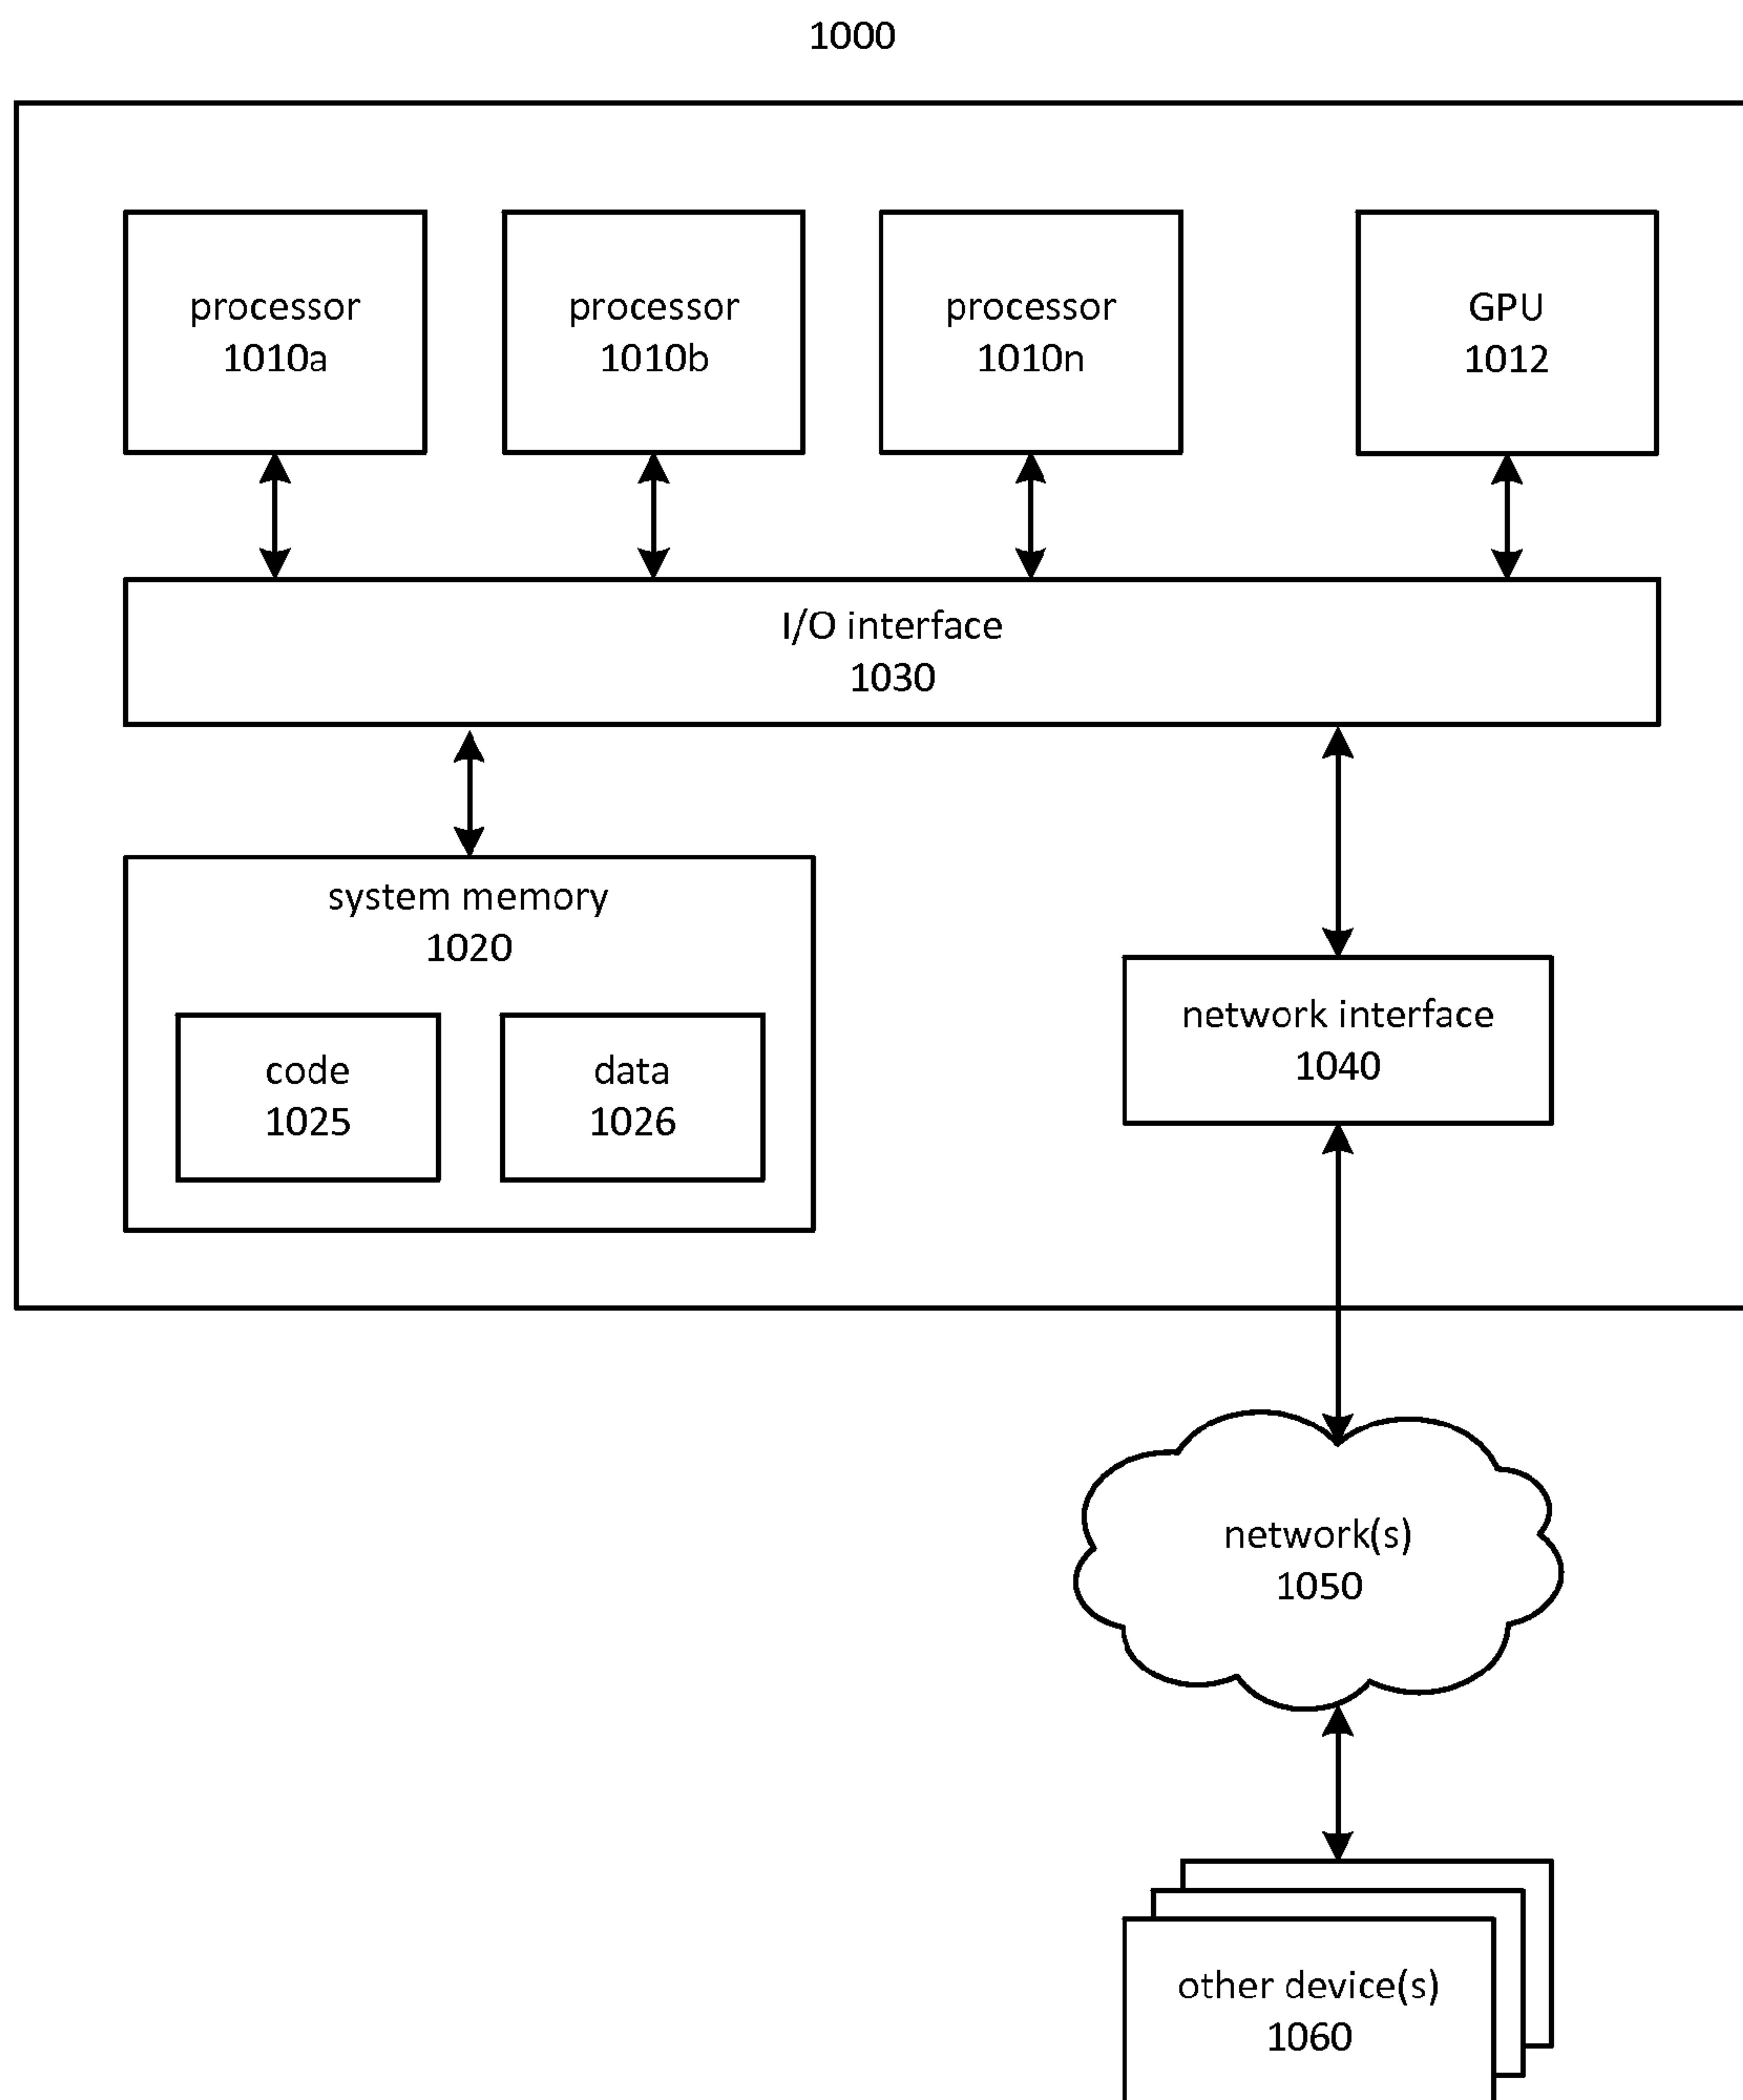 1000
processor
1010a
processor
1010b
processor
1010n
GPU
1012
I/O interface
1030
system memory
1020
code
1025
data
1026
network interface
1040
network(s)
1050
other device(s)
1060